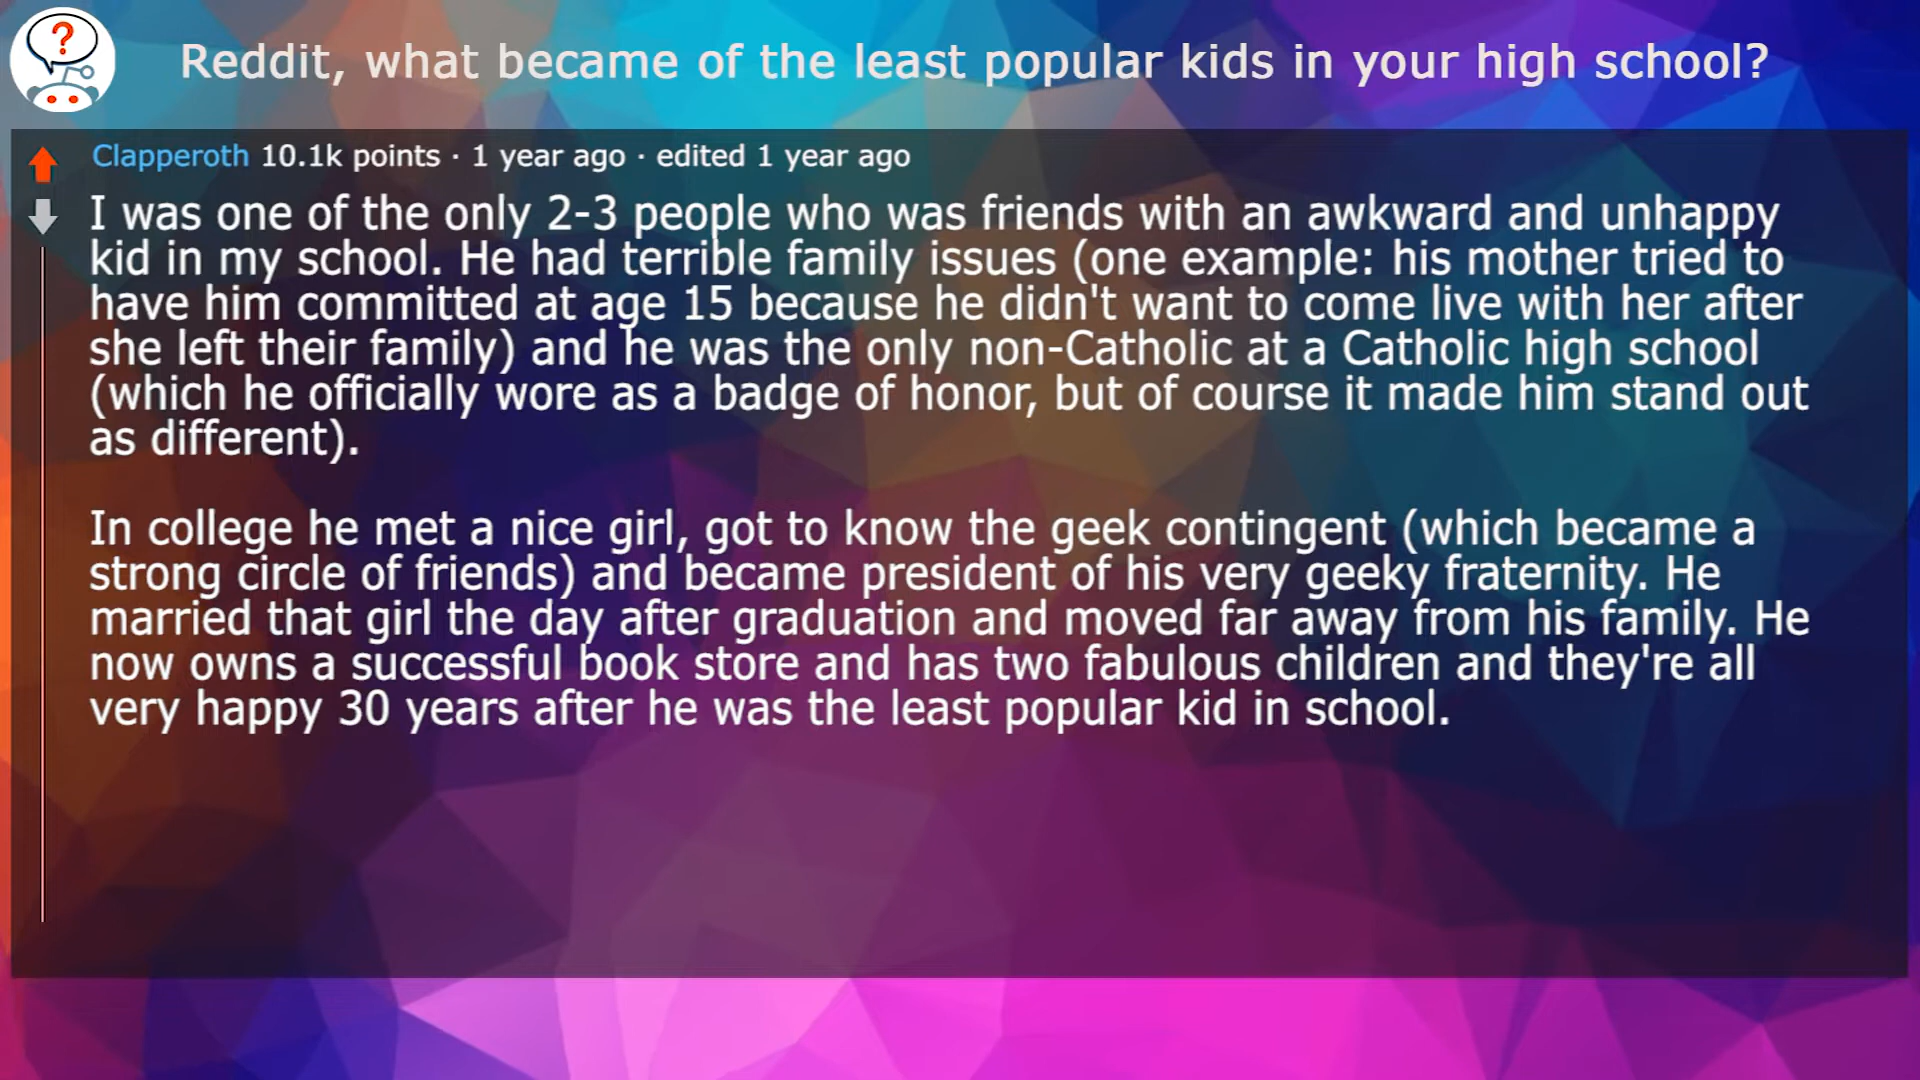 ?
Reddit, what became of the least popular kids in your high school?
Clapperoth 10.1k points · 1 year ago · edited 1 year ago
I was one of the only 2-3 people who was friends with an awkward and unhappy
kid in my school. He had terrible family issues (one example: his mother tried to
have him committed at age 15 because he didn't want to come live with her after
she left their family) and he was the only non-Catholic at a Catholic high school
(which he officially wore as a badge of honor, but of course it made him stand out
as different).
In college he met a nice girl, got to know the geek contingent (which became a
strong circle of friends) and became president of his very geeky fraternity. He
married that girl the day after graduation and moved far away from his family. He
now owns a successful book store and has two fabulous children and they're all
very happy 30 years after he was the least popular kid in school.